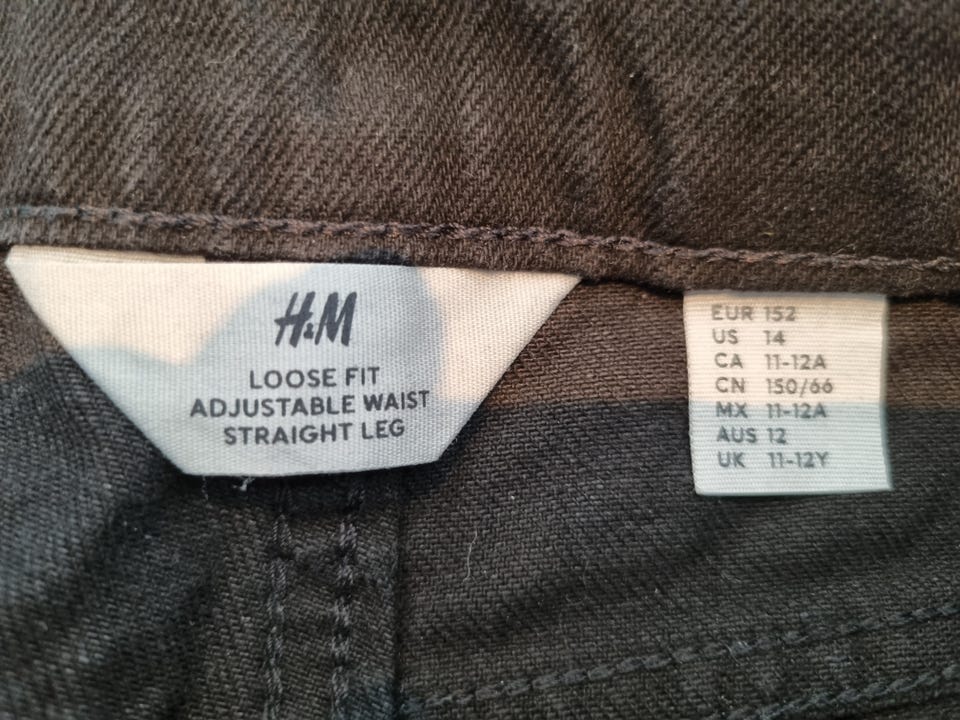 H&M
LOOSE FIT
ADJUSTABLE WAIST
STRAIGHT LEG
EUR 152
US 14
CA 11-12A
CN 150/66
MX 11-12A
AUS 12
UK 11-12Y